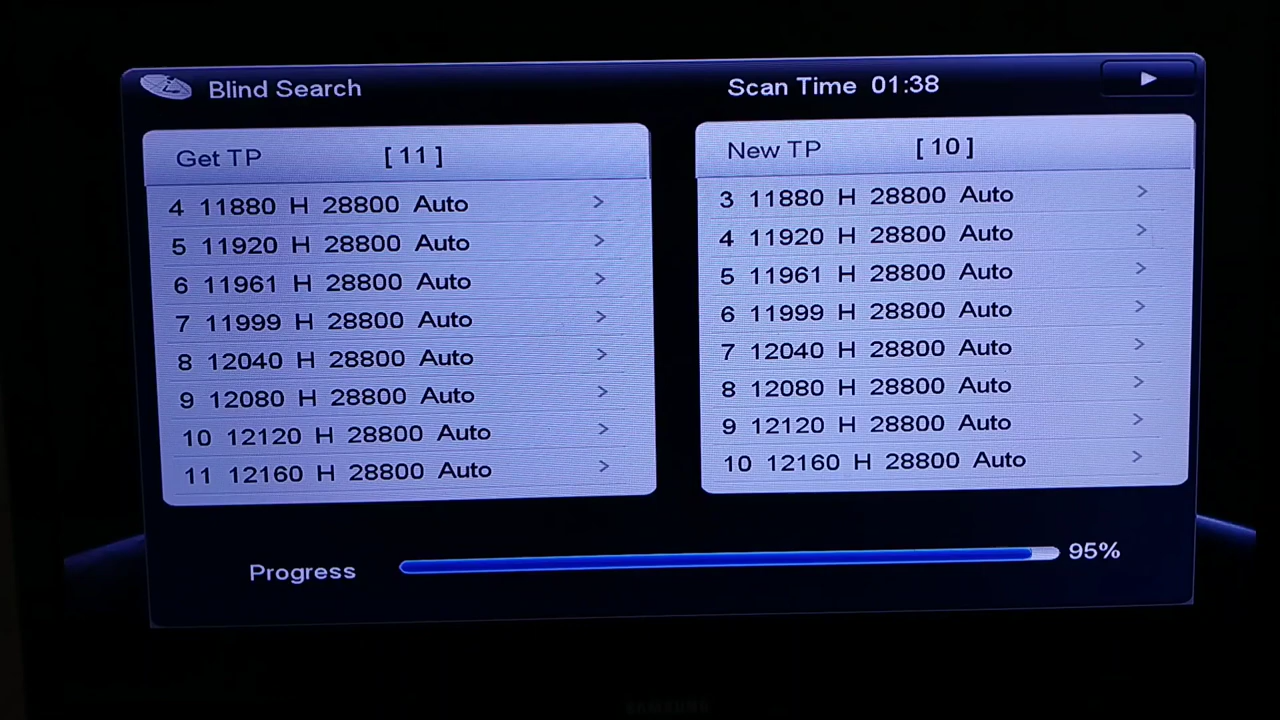 Blind Search
Scan Time 01:38
Get TP [ 11 ]
4 11880 H 28800 Auto >
5 11920 H 28800 Auto >
6 11961 H 28800 Auto >
7 11999 H 28800 Auto >
8 12040 H 28800 Auto >
9 12080 H 28800 Auto >
10 12120 H 28800 Auto >
11 12160 H 28800 Auto >
New TP [ 10 ]
3 11880 H 28800 Auto >
4 11920 H 28800 Auto >
5 11961 H 28800 Auto >
6 11999 H 28800 Auto >
7 12040 H 28800 Auto >
8 12080 H 28800 Auto >
9 12120 H 28800 Auto >
10 12160 H 28800 Auto >
Progress 95%
SAMSUNG